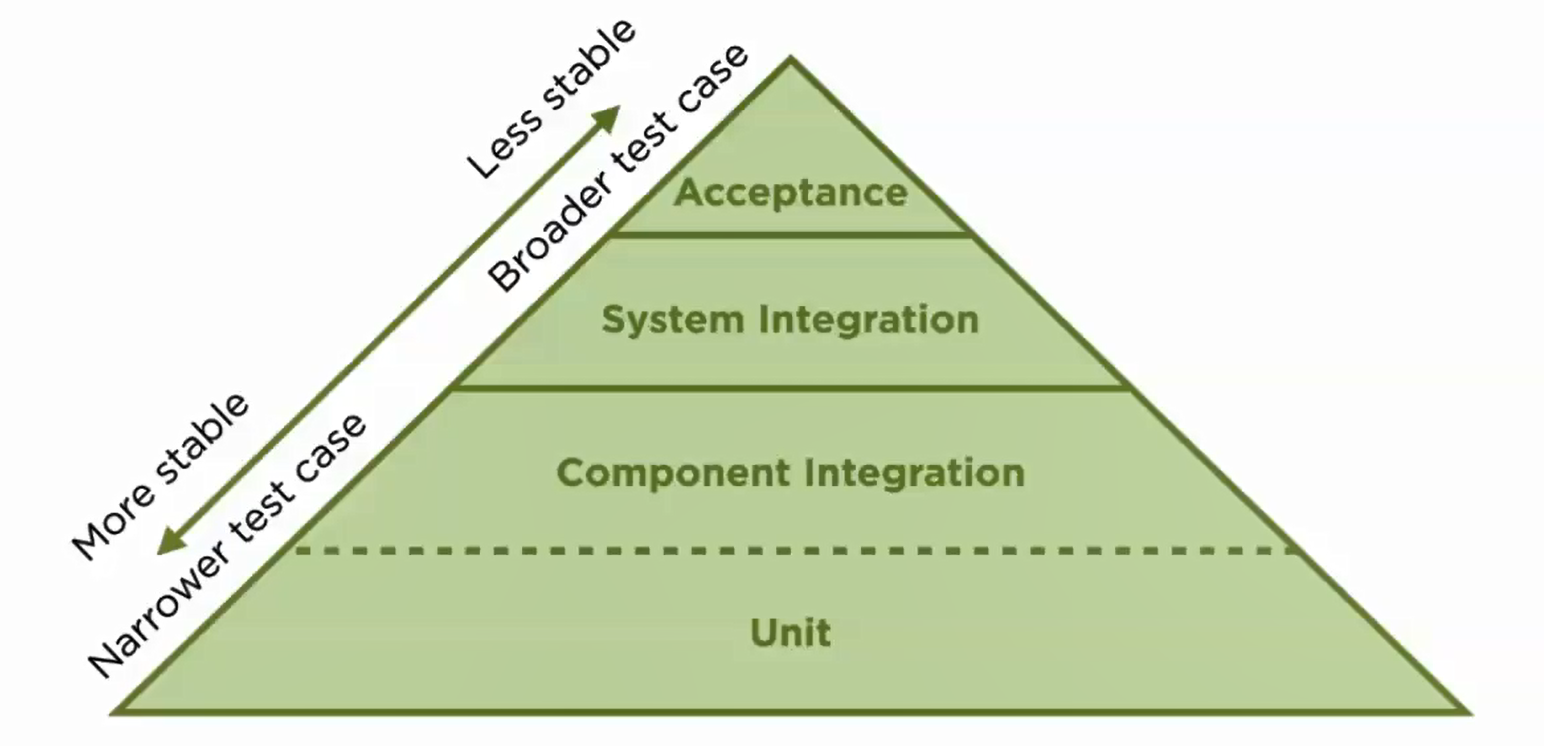 Less stable
Broader test case
Acceptance
System Integration
More stable
Narrower test case
Component Integration
Unit